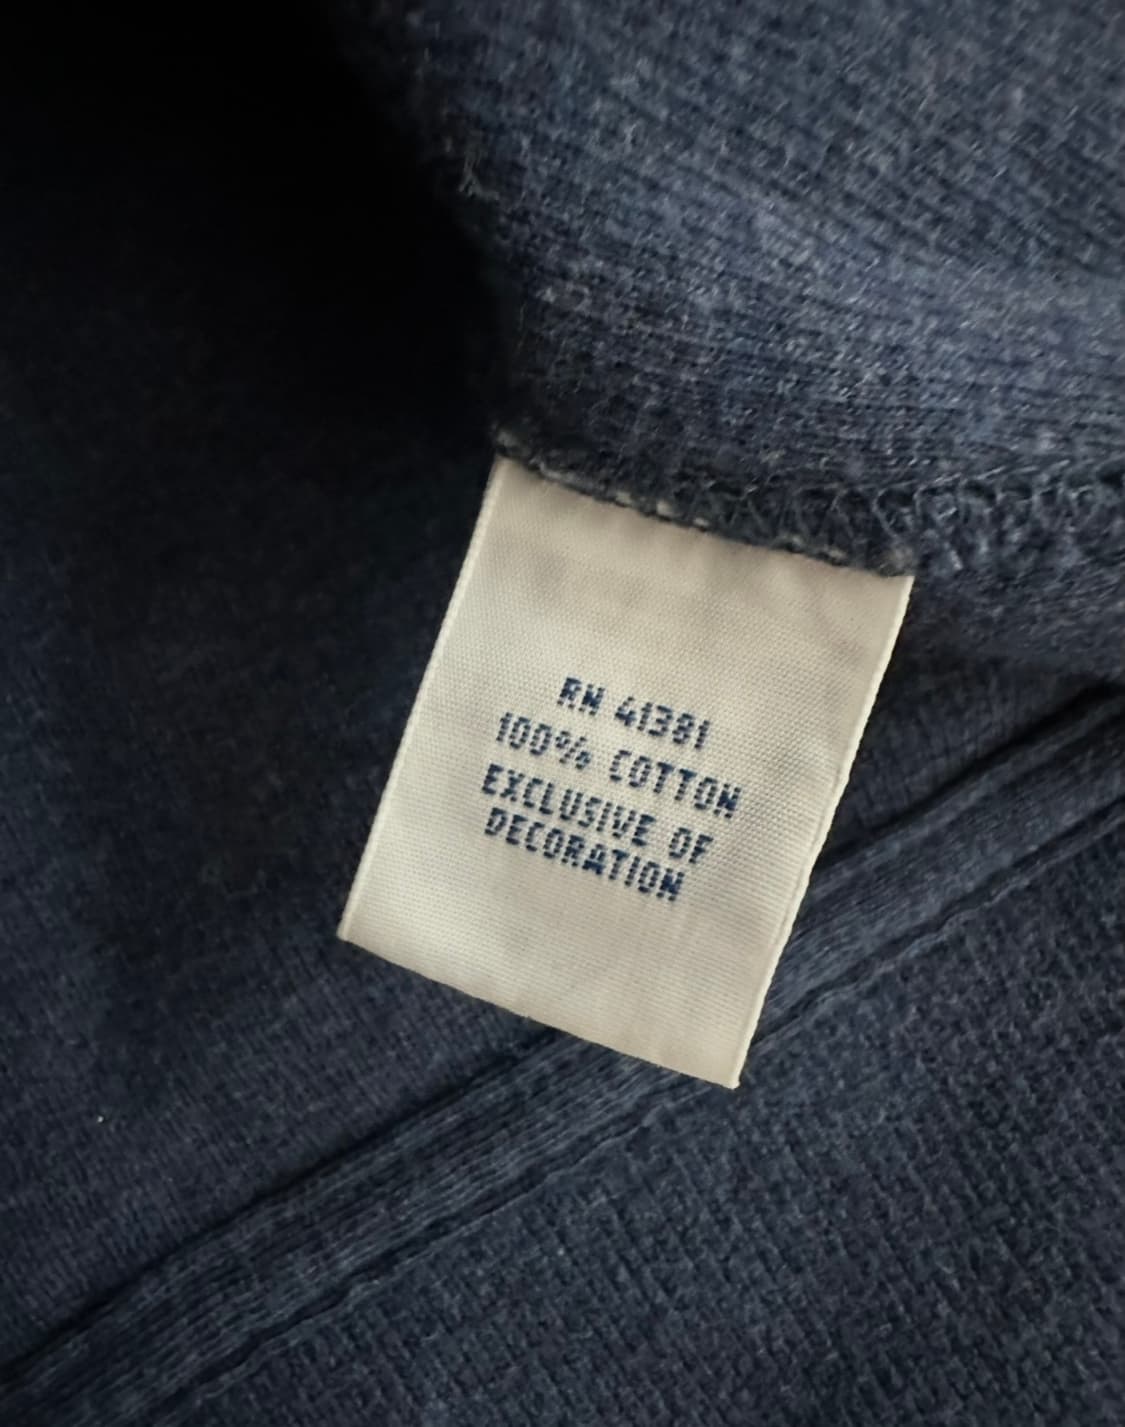 RN 41381
100% COTTON
EXCLUSIVE OF
DECORATION